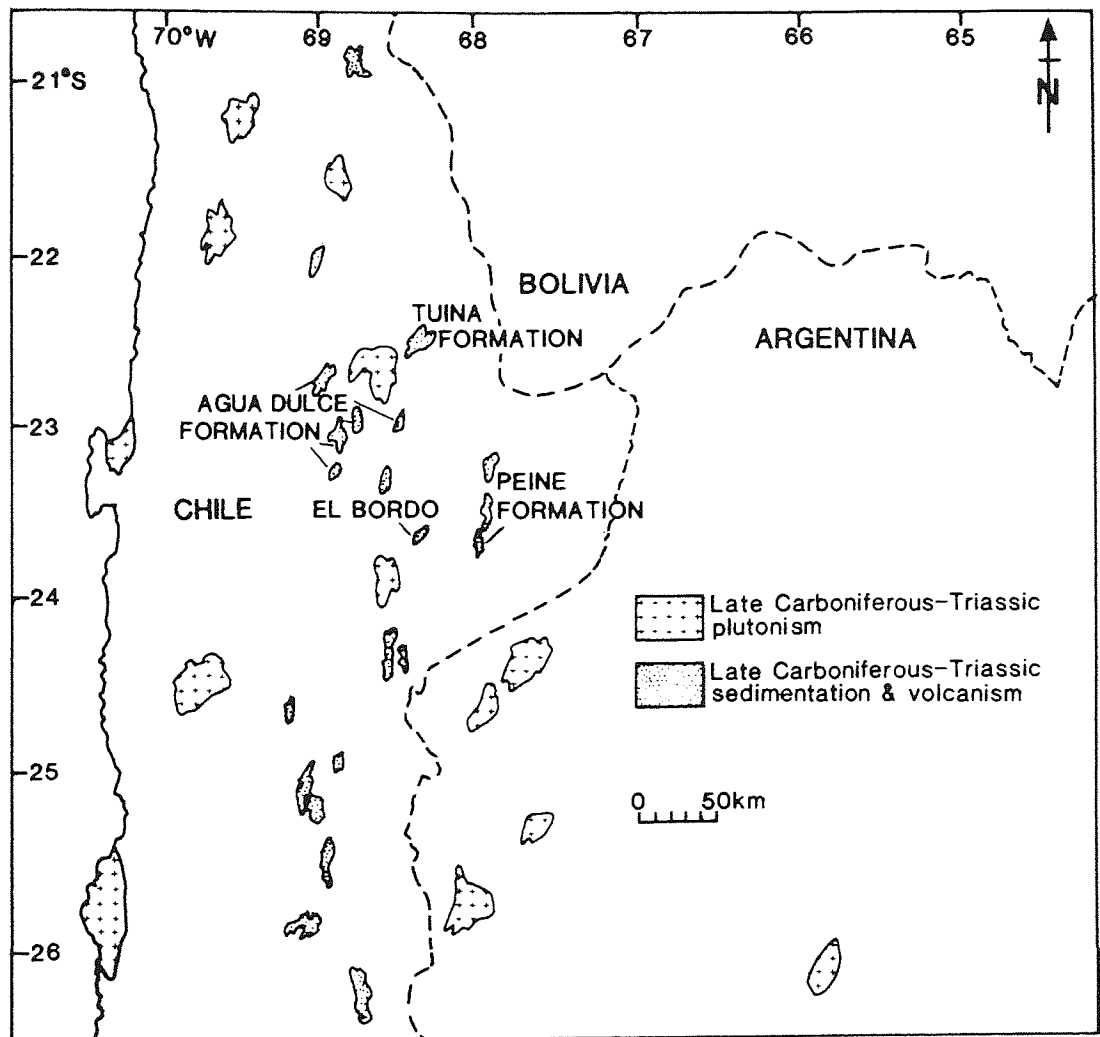 70°W 69 68 67 66 65
N
21°S
22
23
24
25
26
BOLIVIA
ARGENTINA
TUINA
FORMATION
AGUA DULCE
FORMATION
CHILE
EL BORDO
PEINE
FORMATION
Late Carboniferous-Triassic
plutonism
Late Carboniferous-Triassic
sedimentation & volcanism
0 50km